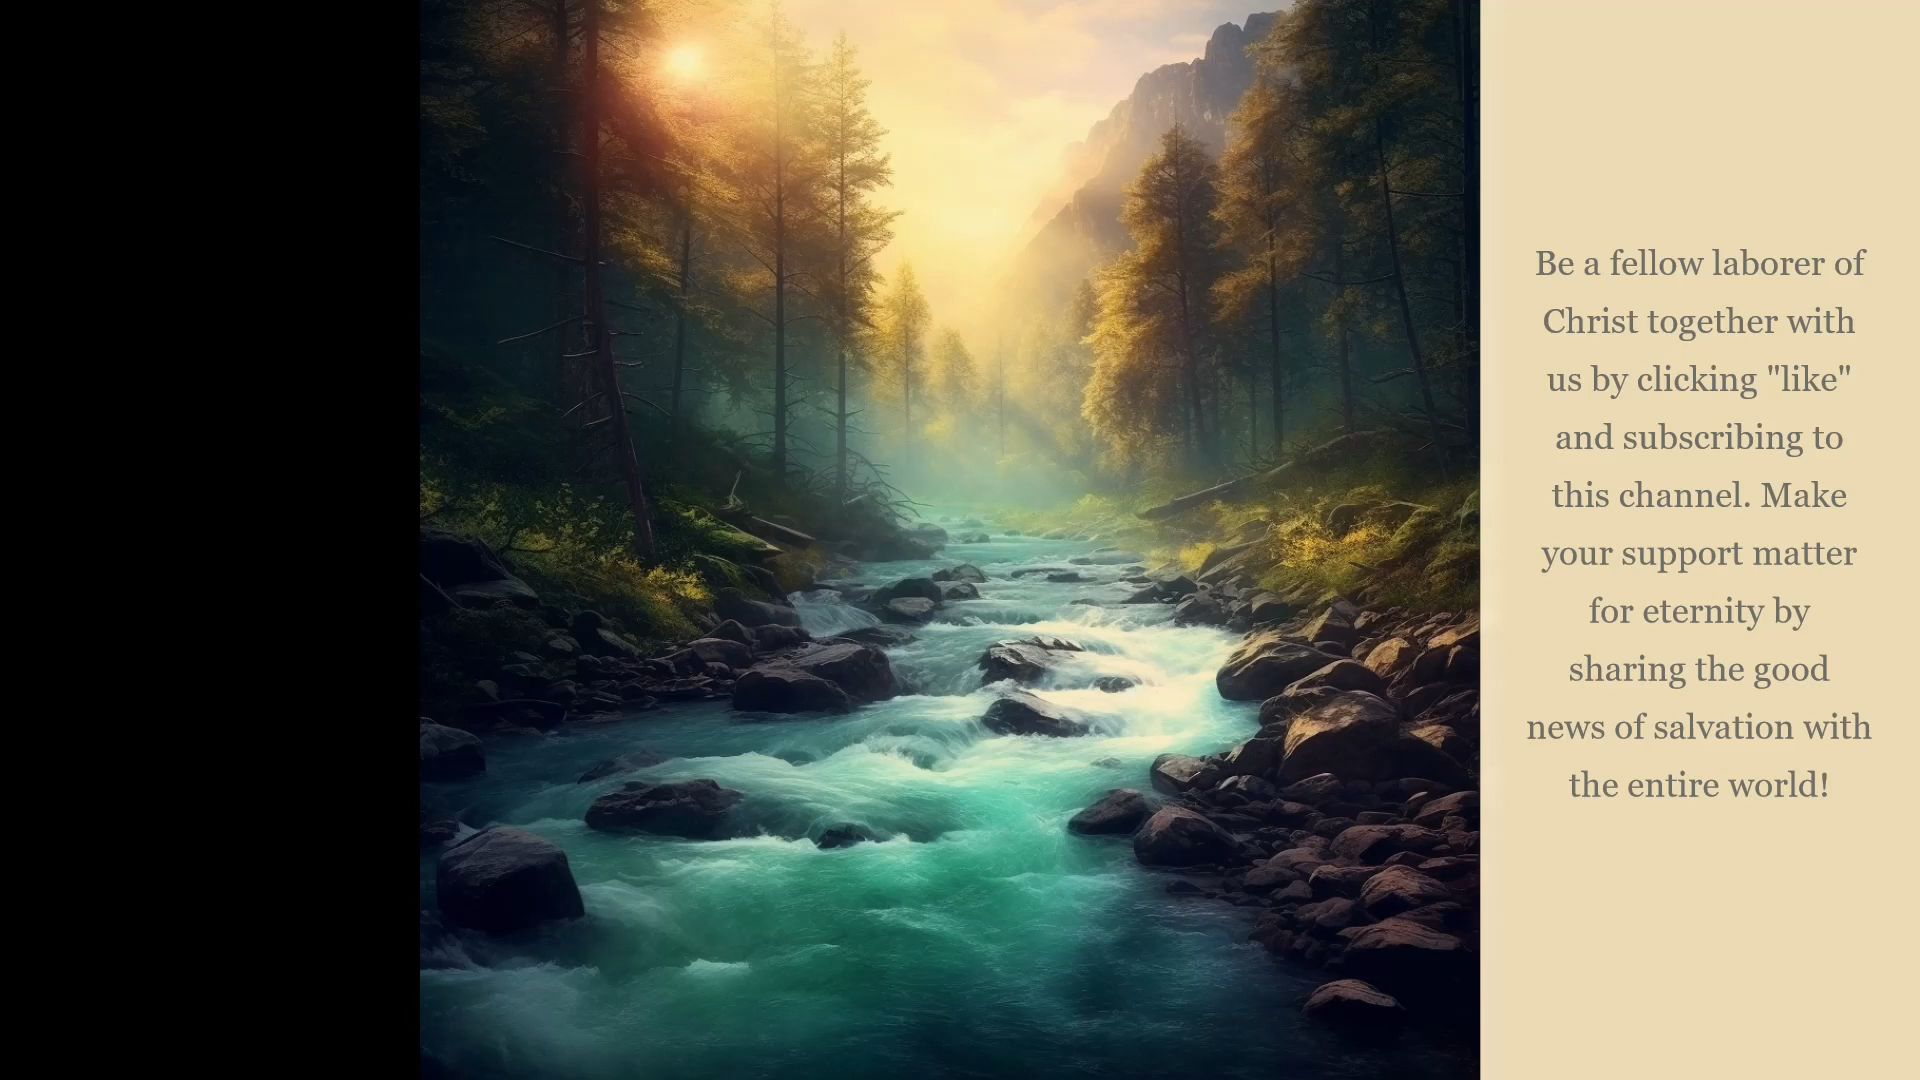 Be a fellow laborer of
Christ together with
us by clicking "like"
and subscribing to
this channel. Make
your support matter
for eternity by
sharing the good
news of salvation with
the entire world!